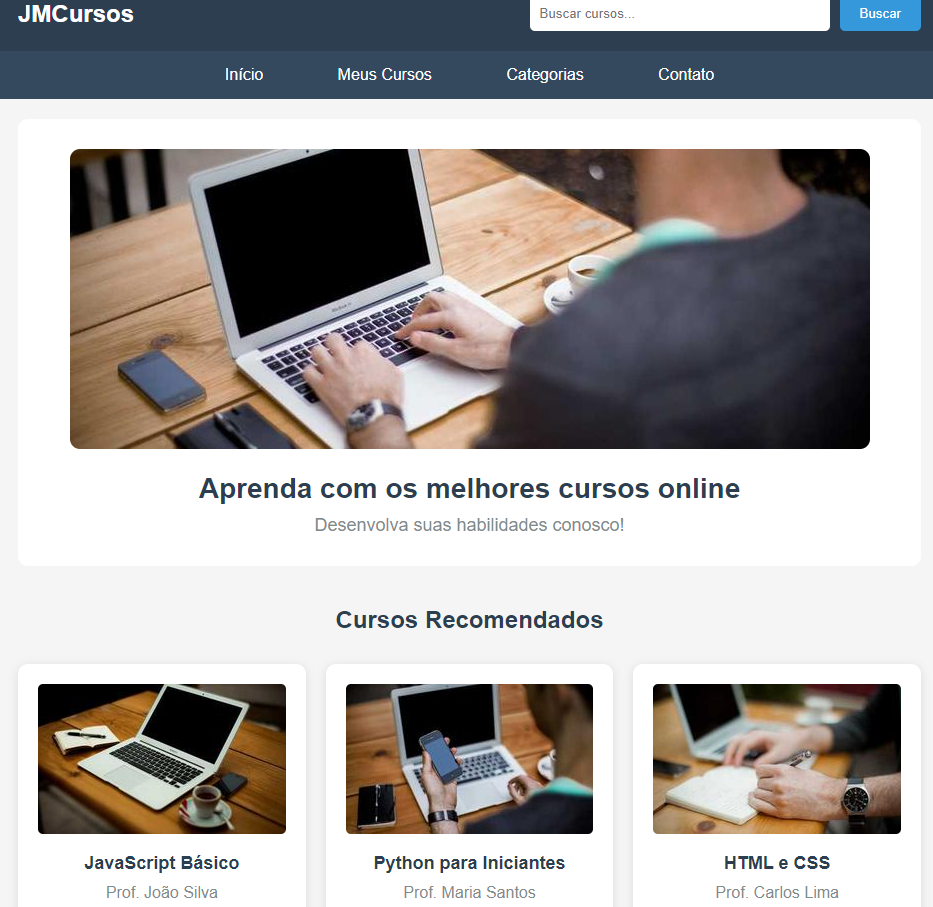 JMCursos
Buscar cursos...
Buscar
Início
Meus Cursos
Categorias
Contato
Aprenda com os melhores cursos online
Desenvolva suas habilidades conosco!
Cursos Recomendados
JavaScript Básico
Prof. João Silva
Python para Iniciantes
Prof. Maria Santos
HTML e CSS
Prof. Carlos Lima